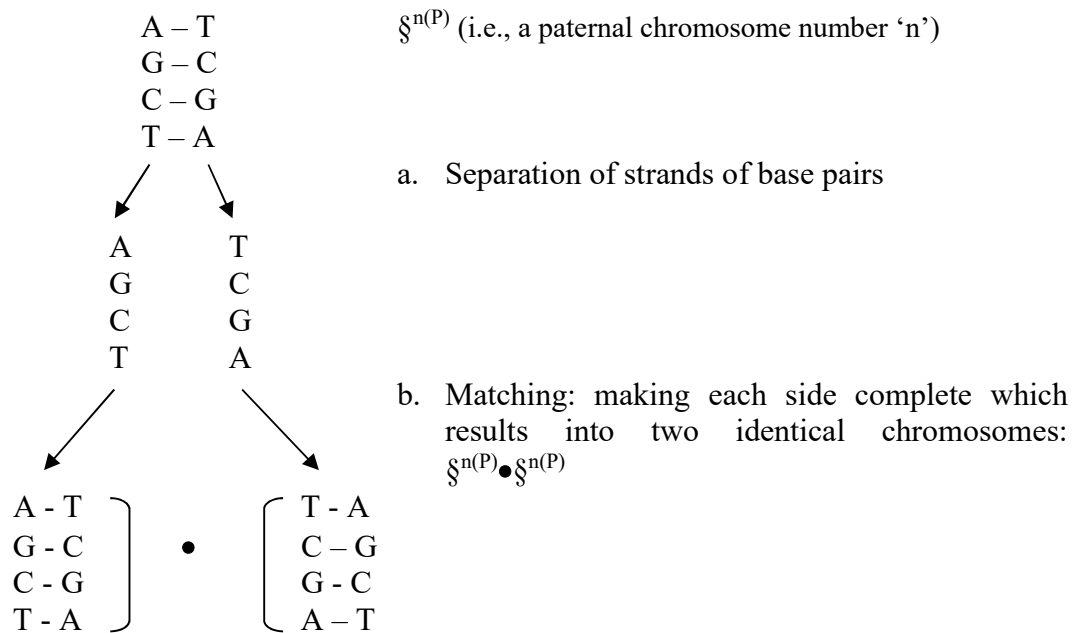 A – T §n(P) (i.e., a paternal chromosome number ‘n’)
G – C
C – G
T – A
a. Separation of strands of base pairs
A T
G C
C G
T A
b. Matching: making each side complete which
results into two identical chromosomes:
§n(P)●§n(P)
A - T T - A
G - C ● C – G
C - G G - C
T - A A – T